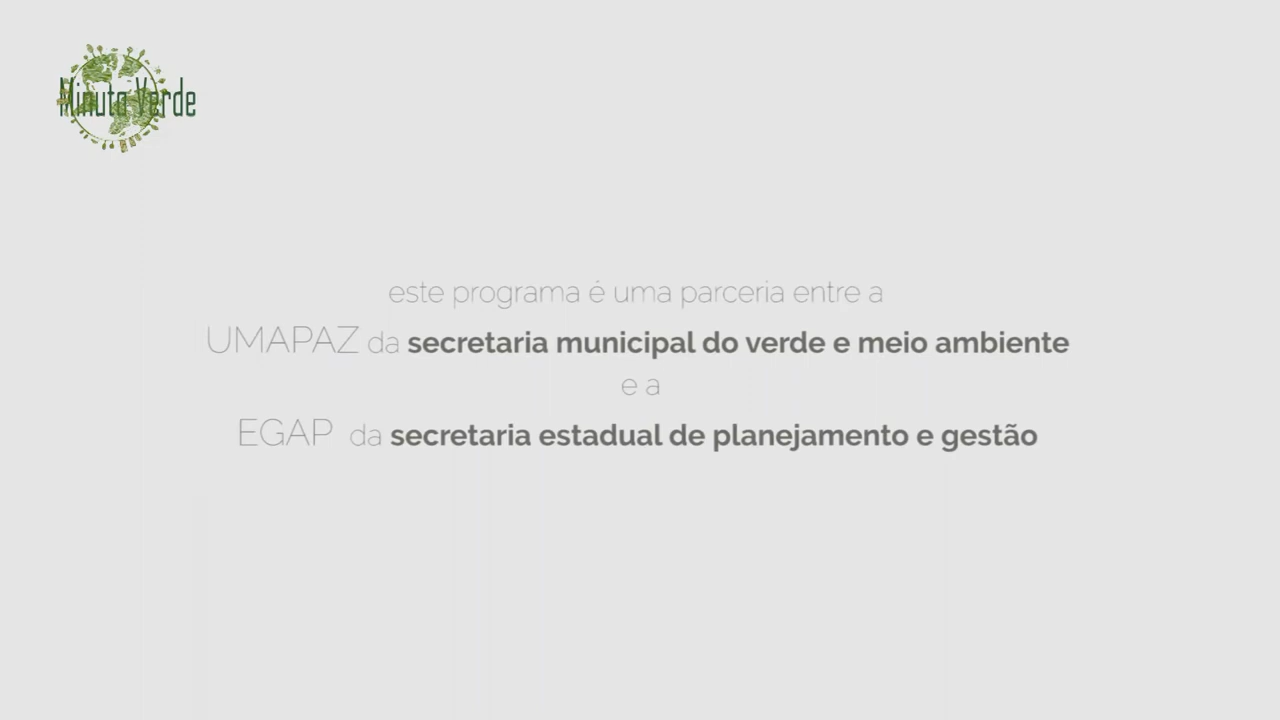 Minuto Verde
este programa é uma parceria entre a
UMAPAZ da secretaria municipal do verde e meio ambiente
e a
EGAP da secretaria estadual de planejamento e gestão